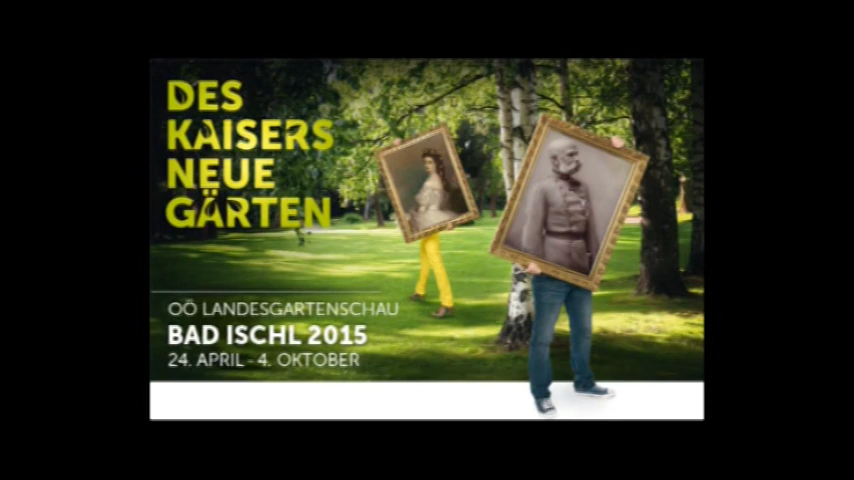 DES
KAISERS
NEUE
GÄRTEN
OÖ LANDESGARTENSCHAU
BAD ISCHL 2015
24. APRIL - 4. OKTOBER